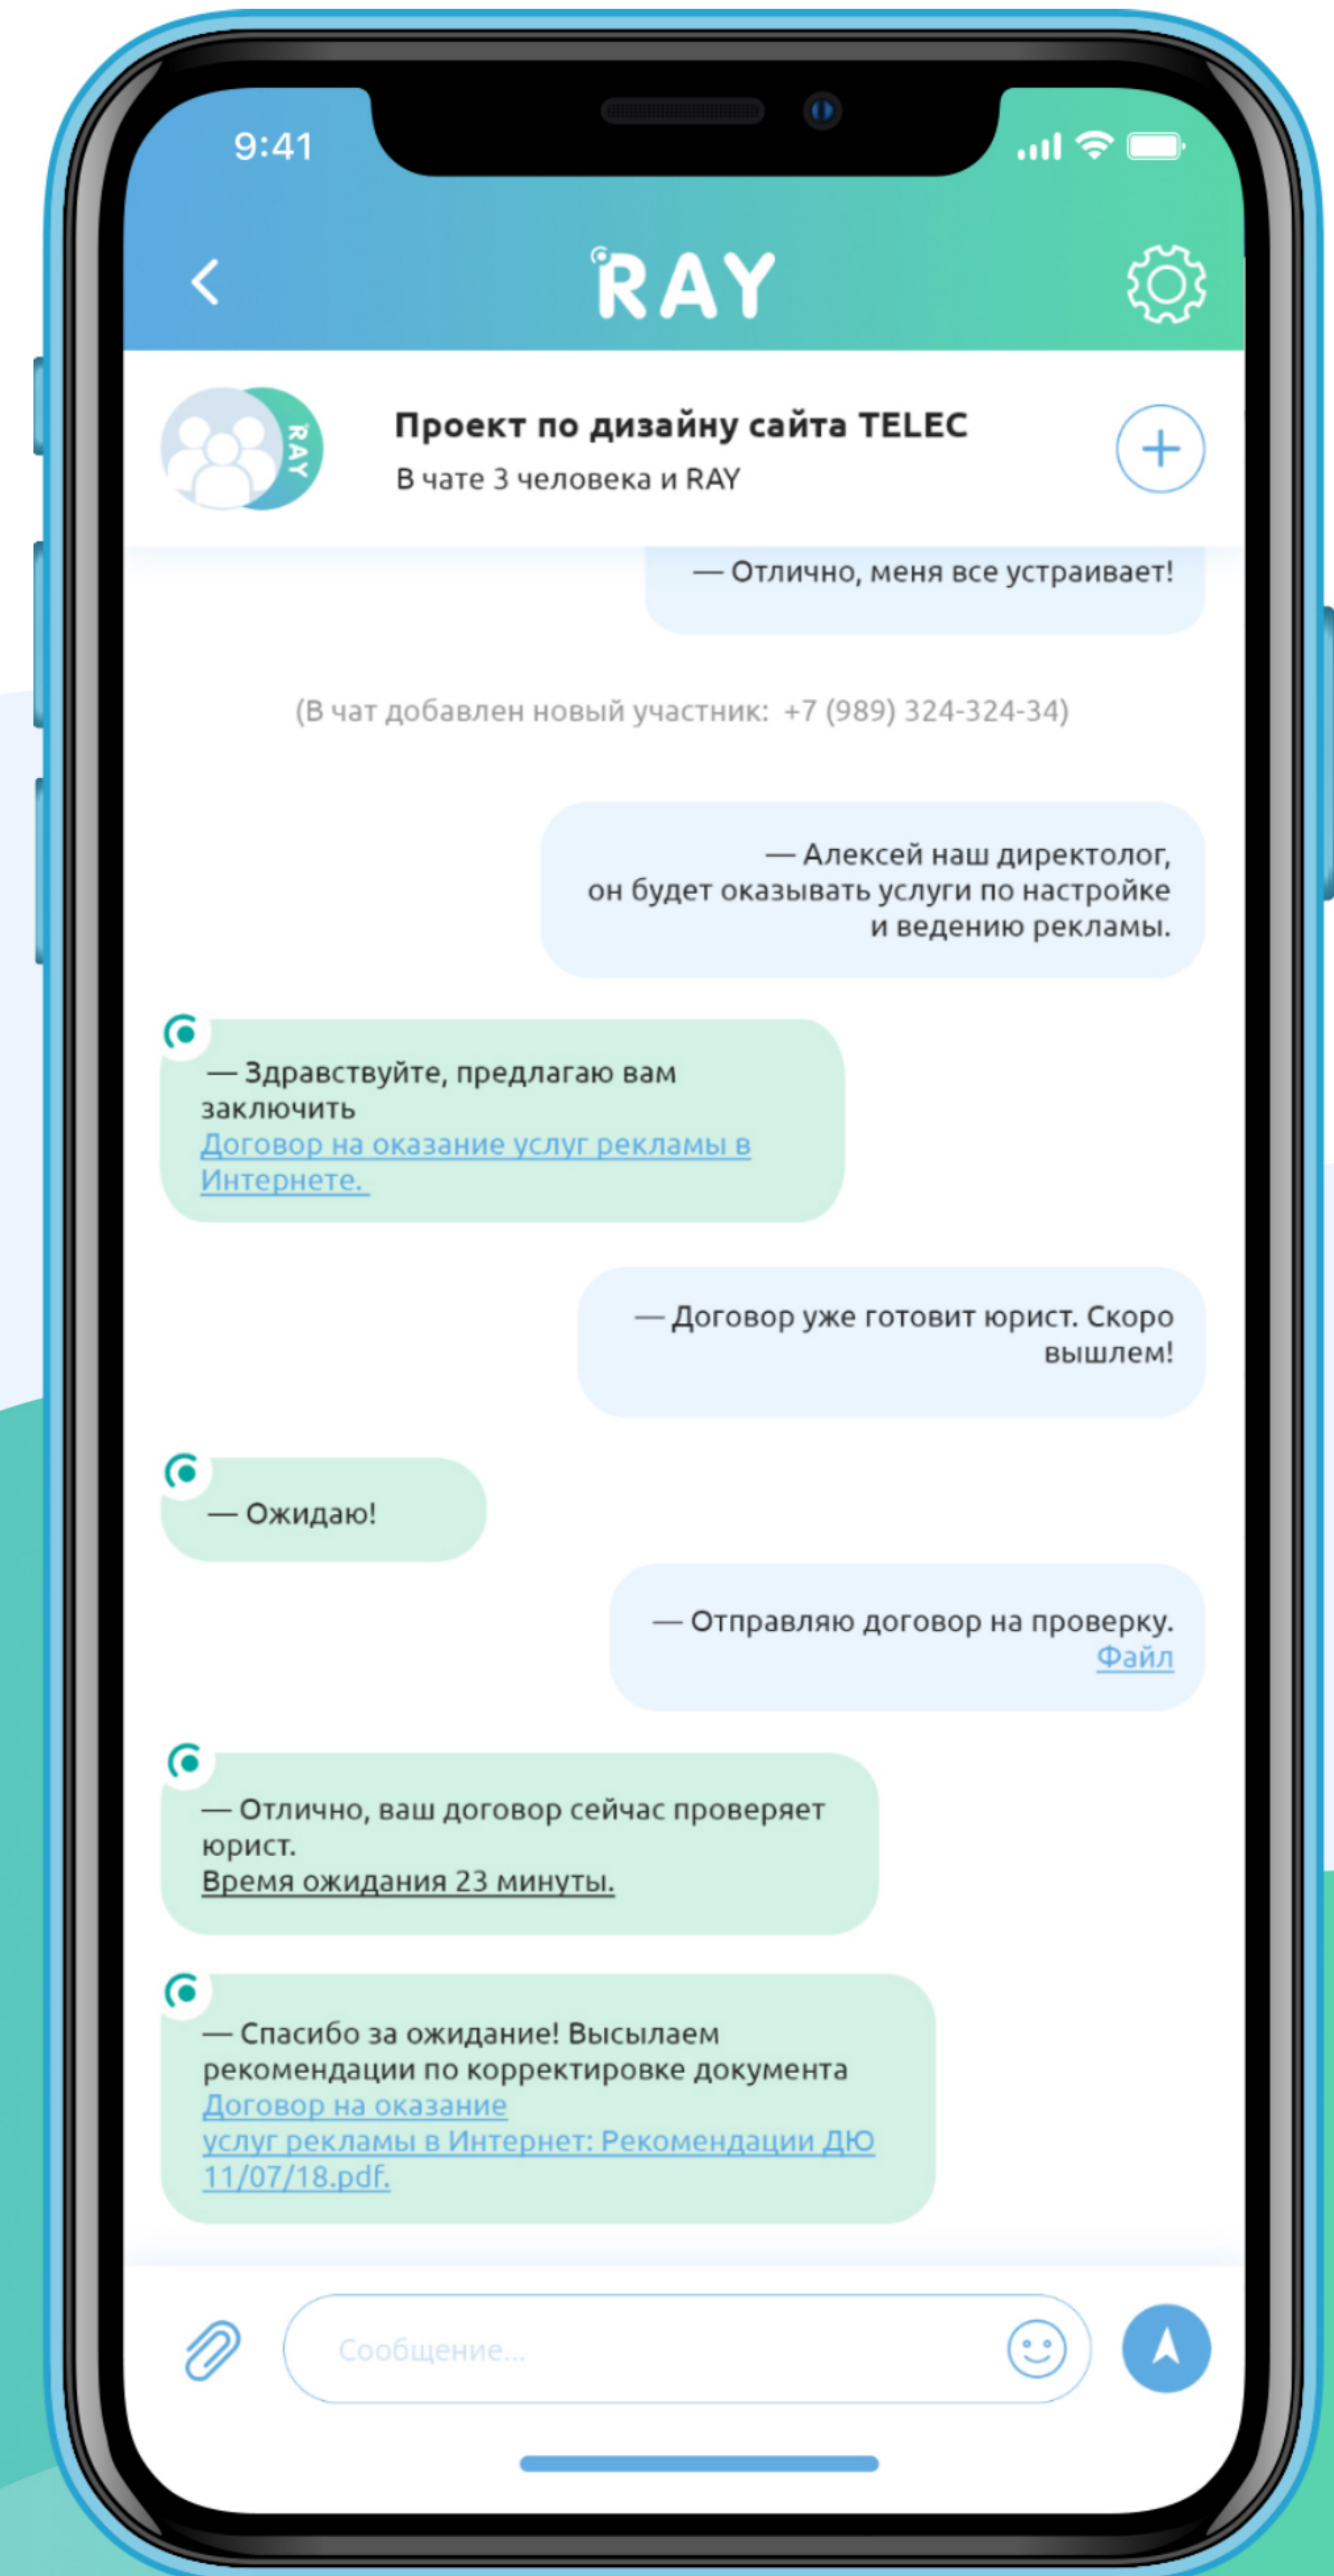 9:41
RAY
Проект по дизайну сайта TELEC
В чате 3 человека и RAY
RAY
— Отлично, меня все устраивает!
(В чат добавлен новый участник: +7 (989) 324-324-34)
— Алексей наш директолог,
он будет оказывать услуги по настройке
и ведению рекламы.
— Здравствуйте, предлагаю вам
заключить
Договор на оказание услуг рекламы в
Интернете.
— Договор уже готовит юрист. Скоро
вышлем!
— Ожидаю!
— Отправляю договор на проверку.
Файл
— Отлично, ваш договор сейчас проверяет
юрист.
Время ожидания 23 минуты.
— Спасибо за ожидание! Высылаем
рекомендации по корректировке документа
Договор на оказание
услуг рекламы в Интернет: Рекомендации ДЮ
11/07/18.pdf.
Сообщение...